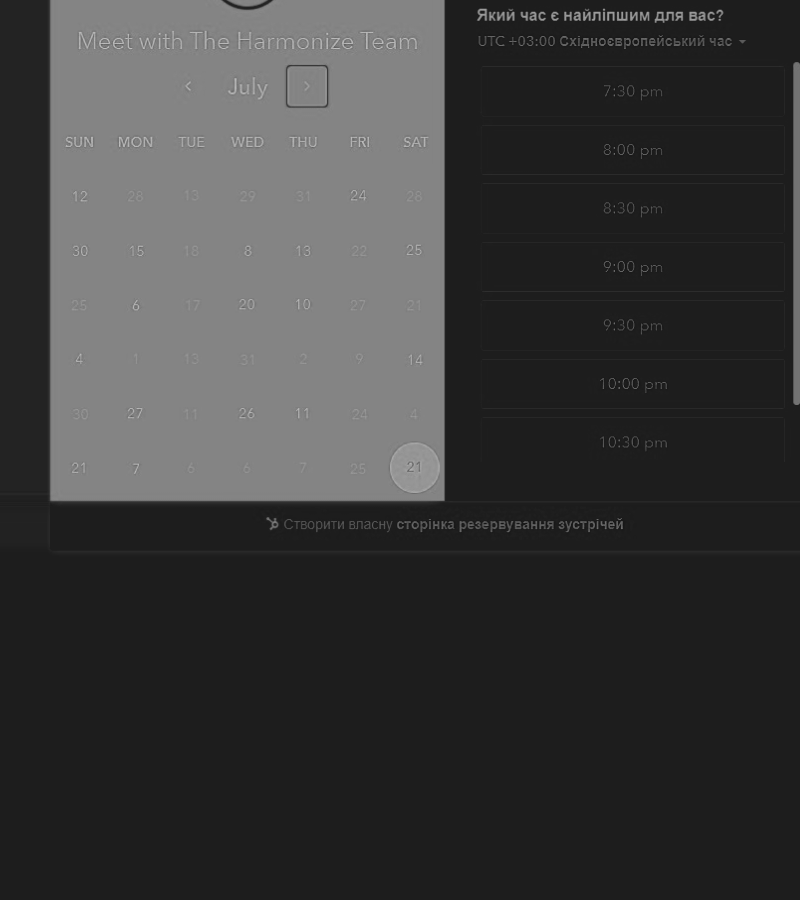 Meet with The Harmonize Team
July
SUN MON TUE WED THU FRI SAT
12 28 13 29 31 24 28
30 15 18 8 13 22 25
25 6 17 20 10 27 21
4 1 13 31 2 9 14
30 27 11 26 11 24 4
21 7 6 6 7 25 21
Який час є найліпшим для вас?
UTC +03:00 Східноєвропейський час
7:30 pm
8:00 pm
8:30 pm
9:00 pm
9:30 pm
10:00 pm
10:30 pm
Створити власну сторінка резервування зустрічей